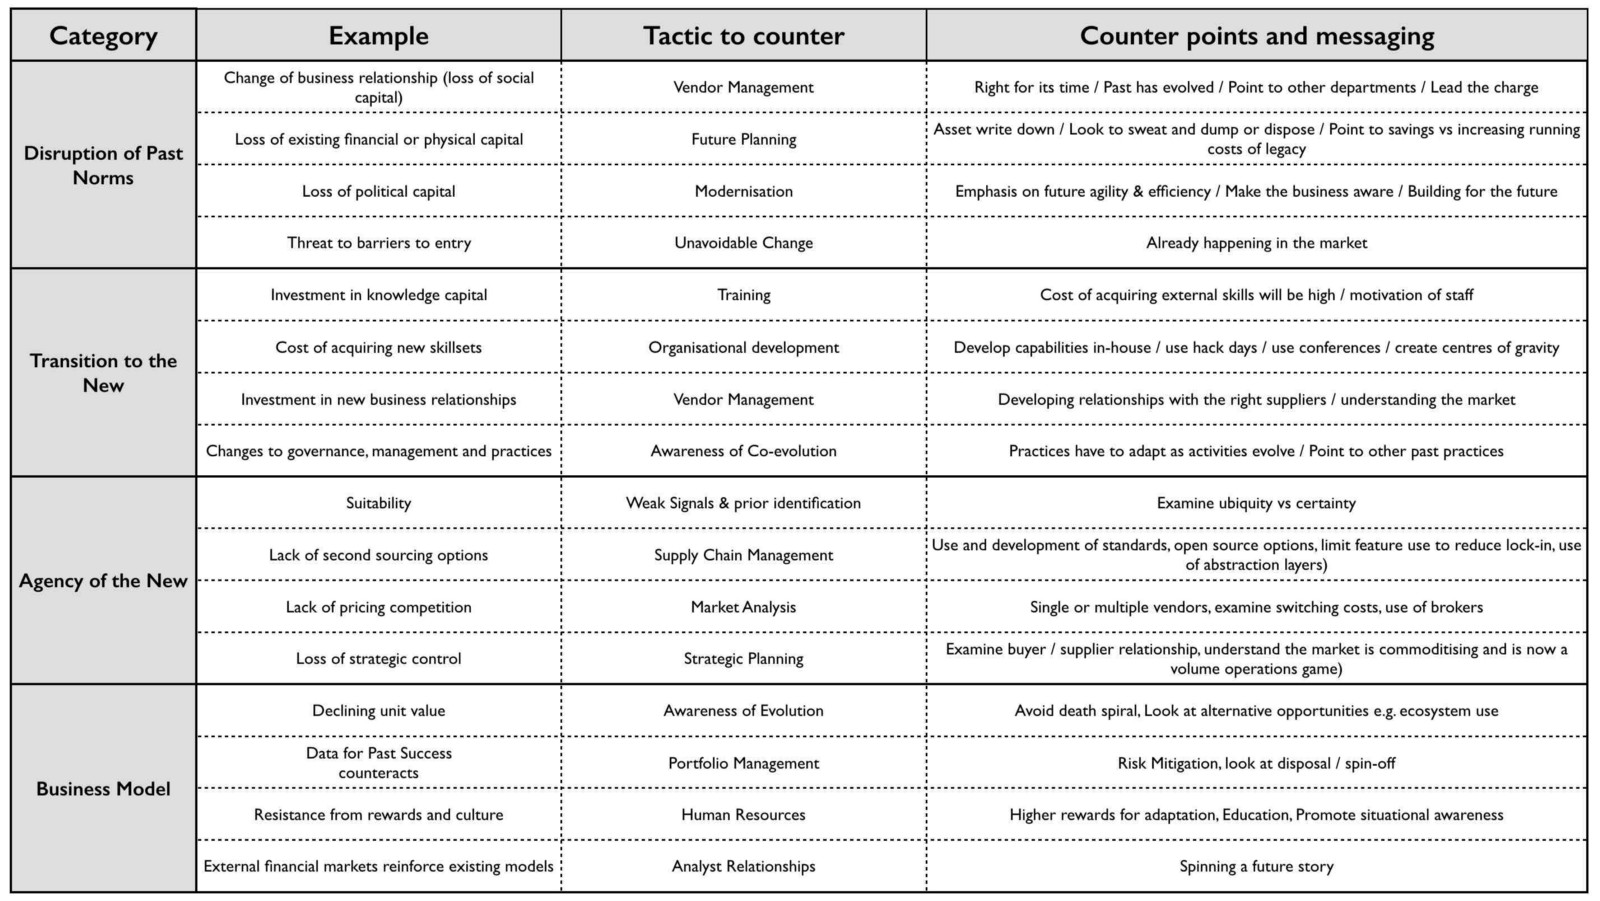 Category
Example
Tactic to counter
Counter points and messaging
Disruption of Past
Norms
Change of business relationship (loss of social
capital)
Vendor Management
Right for its time / Past has evolved / Point to other departments / Lead the charge
Loss of existing financial or physical capital
Future Planning
Asset write down / Look to sweat and dump or dispose / Point to savings vs increasing running
costs of legacy
Loss of political capital
Modernisation
Emphasis on future agility & efficiency / Make the business aware / Building for the future
Threat to barriers to entry
Unavoidable Change
Already happening in the market
Transition to the
New
Investment in knowledge capital
Training
Cost of acquiring external skills will be high / motivation of staff
Cost of acquiring new skillsets
Organisational development
Develop capabilities in-house / use hack days / use conferences / create centres of gravity
Investment in new business relationships
Vendor Management
Developing relationships with the right suppliers / understanding the market
Changes to governance, management and practices
Awareness of Co-evolution
Practices have to adapt as activities evolve / Point to other past practices
Agency of the New
Suitability
Weak Signals & prior identification
Examine ubiquity vs certainty
Lack of second sourcing options
Supply Chain Management
Use and development of standards, open source options, limit feature use to reduce lock-in, use
of abstraction layers)
Lack of pricing competition
Market Analysis
Single or multiple vendors, examine switching costs, use of brokers
Loss of strategic control
Strategic Planning
Examine buyer / supplier relationship, understand the market is commoditising and is now a
volume operations game)
Business Model
Declining unit value
Awareness of Evolution
Avoid death spiral, Look at alternative opportunities e.g. ecosystem use
Data for Past Success
counteracts
Portfolio Management
Risk Mitigation, look at disposal / spin-off
Resistance from rewards and culture
Human Resources
Higher rewards for adaptation, Education, Promote situational awareness
External financial markets reinforce existing models
Analyst Relationships
Spinning a future story